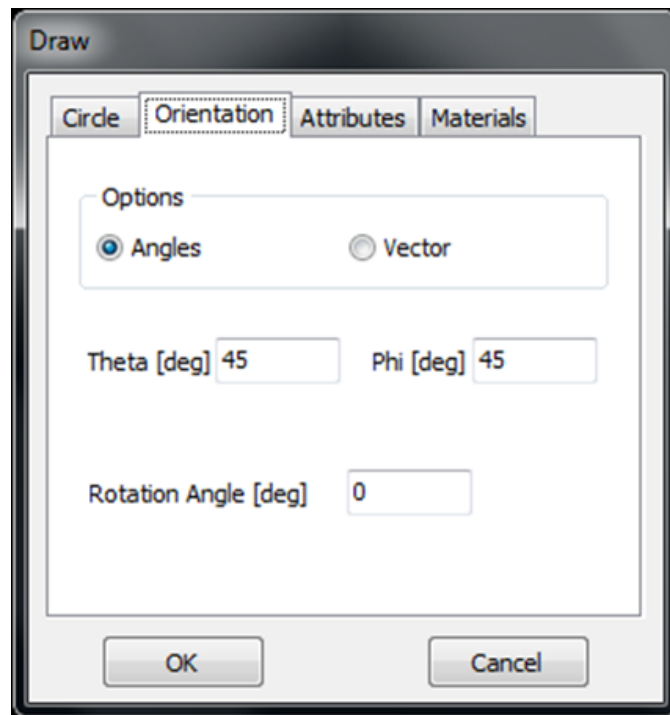 Draw
Circle Orientation Attributes Materials
Options
Angles Vector
Theta [deg] 45 Phi [deg] 45
Rotation Angle [deg] 0
OK Cancel